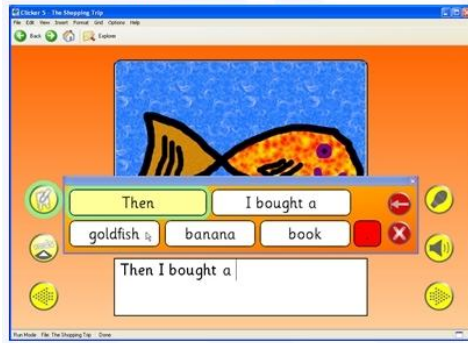 Clicker 5 - The Shopping Trip
File Edit View Insert Format Grid Options Help
Back Explorer
Then I bought a
goldfish banana book .
Then I bought a
Run Mode File: The Shopping Trip Done